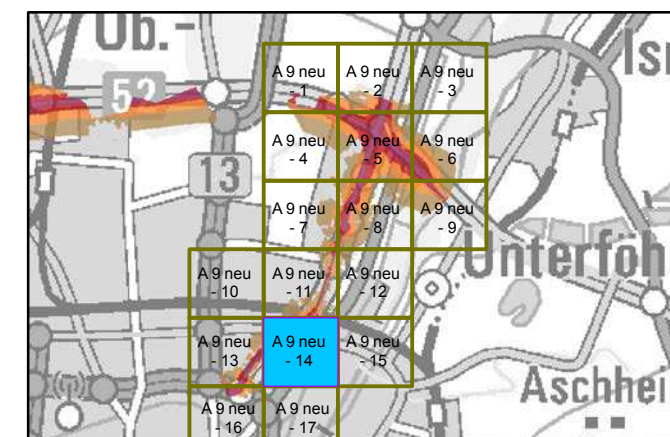 Ob.-
Is
52
A 9 neu
- 1
A 9 neu
- 2
A 9 neu
- 3
A 9 neu
- 4
A 9 neu
- 5
A 9 neu
- 6
13
A 9 neu
- 7
A 9 neu
- 8
A 9 neu
- 9
Unterföh
A 9 neu
- 10
A 9 neu
- 11
A 9 neu
- 12
A 9 neu
- 13
A 9 neu
- 14
A 9 neu
- 15
Aschhei
A 9 neu
- 16
A 9 neu
- 17